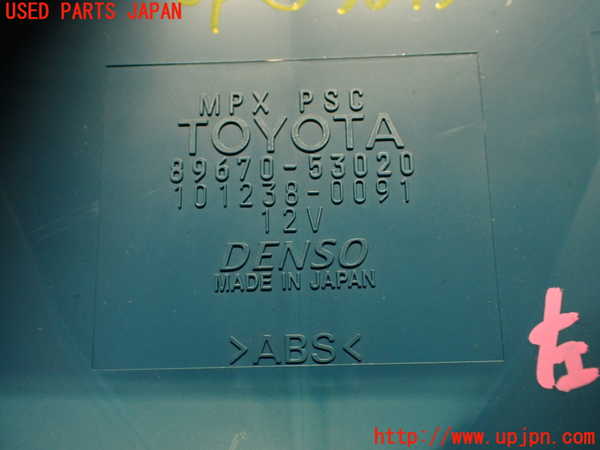 USED PARTS JAPAN
MPX PSC
TOYOTA
89670-53020
101238-0091
12V
DENSO
MADE IN JAPAN
>ABS<
左
http://www.upjpn.com/